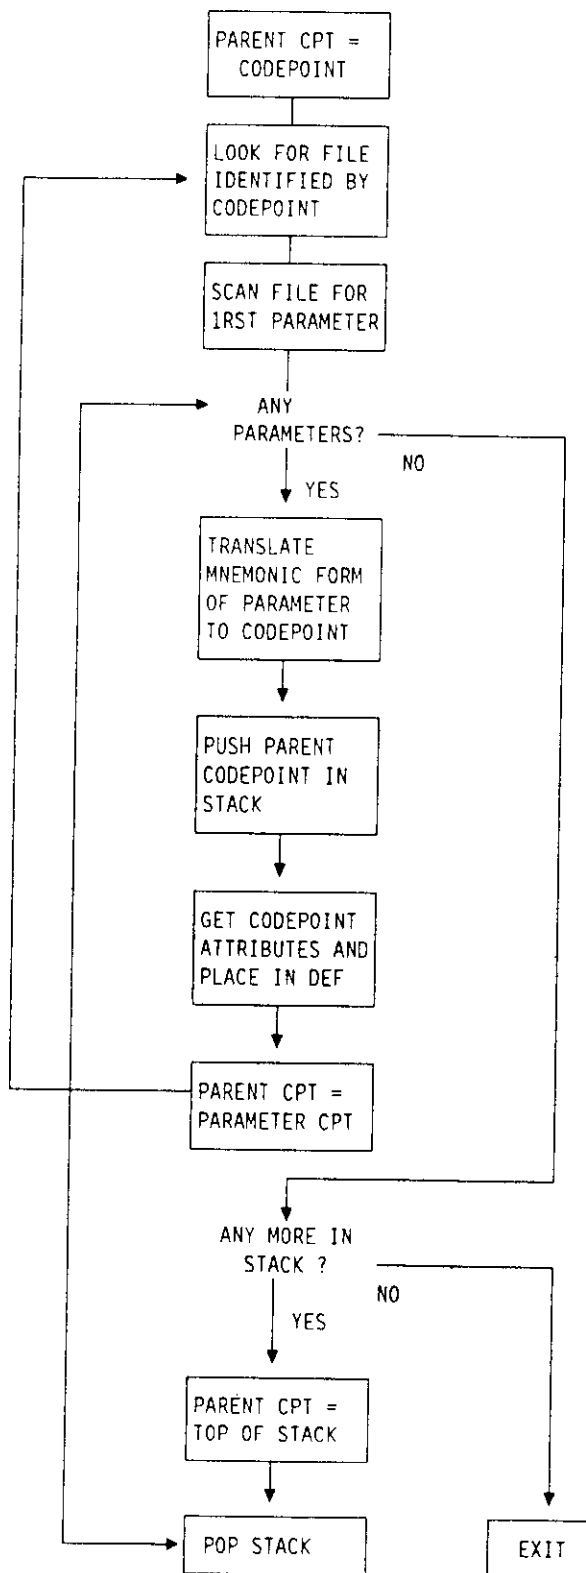 PARENT CPT =
CODEPOINT
LOOK FOR FILE
IDENTIFIED BY
CODEPOINT
SCAN FILE FOR
1RST PARAMETER
ANY
PARAMETERS?
NO
YES
TRANSLATE
MNEMONIC FORM
OF PARAMETER
TO CODEPOINT
PUSH PARENT
CODEPOINT IN
STACK
GET CODEPOINT
ATTRIBUTES AND
PLACE IN DEF
PARENT CPT =
PARAMETER CPT
ANY MORE IN
STACK ?
NO
YES
PARENT CPT =
TOP OF STACK
POP STACK
EXIT